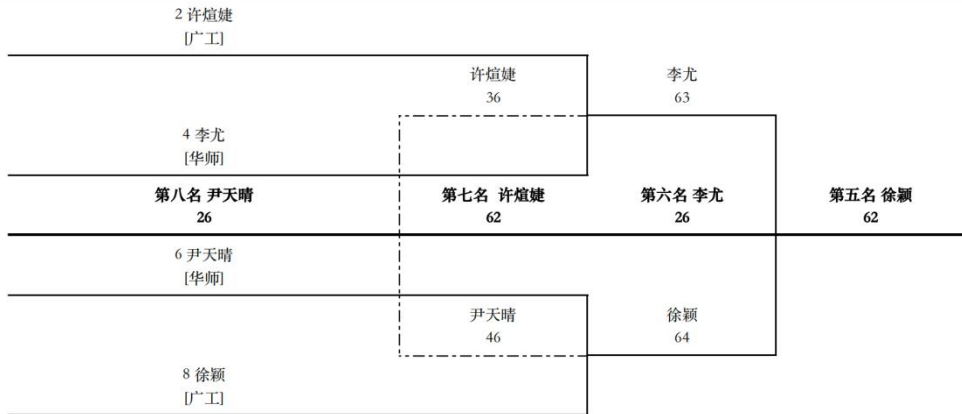 2 许煊婕
[广工]
许煊婕
36
李尤
63
4 李尤
[华师]
第八名 尹天晴
26
第七名 许煊婕
62
第六名 李尤
26
第五名 徐颖
62
6 尹天晴
[华师]
尹天晴
46
徐颖
64
8 徐颖
[广工]